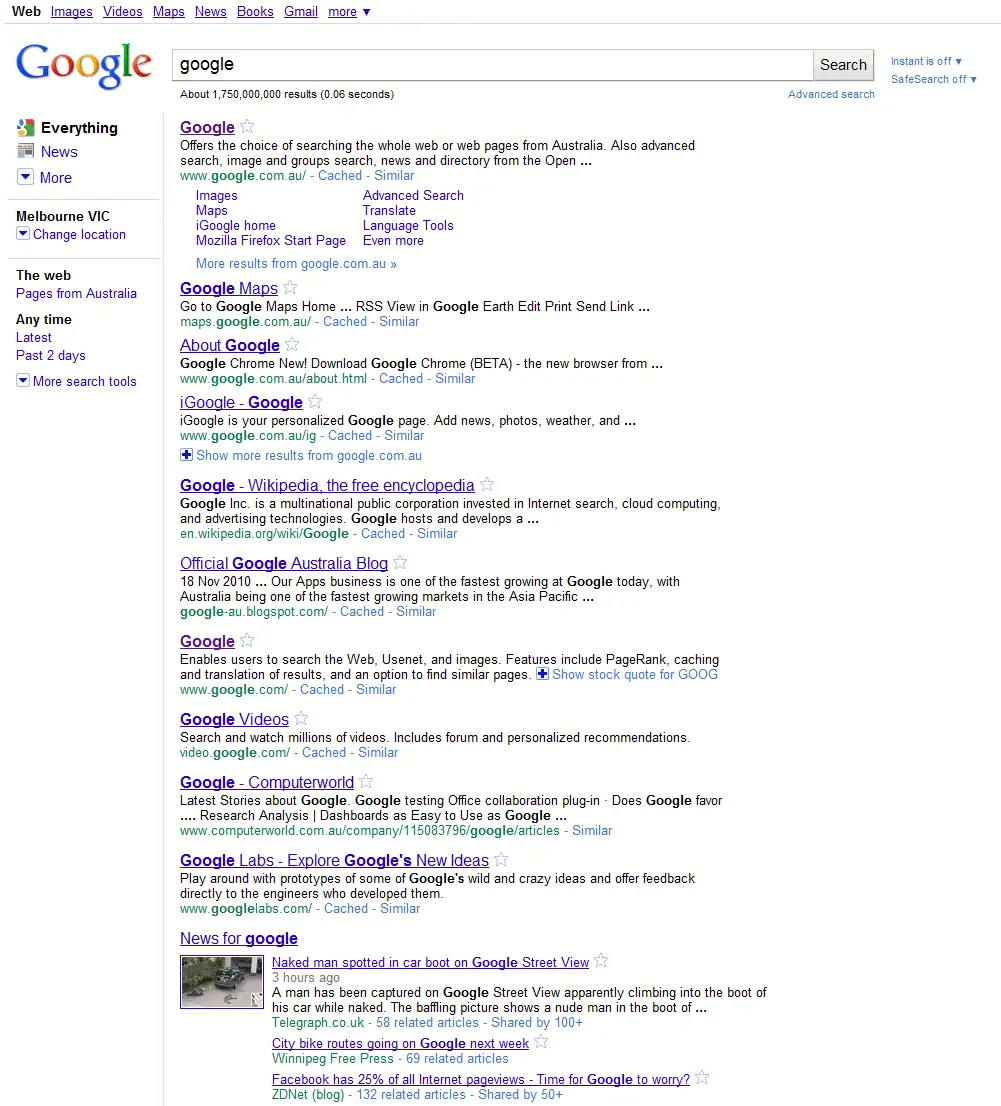 Web Images Videos Maps News Books Gmail more ▼
Google
google
Search
Instant is off ▼
SafeSearch off ▼
About 1,750,000,000 results (0.06 seconds)
Advanced search
Everything
News
More
Melbourne VIC
Change location
The web
Pages from Australia
Any time
Latest
Past 2 days
More search tools
Google
Offers the choice of searching the whole web or web pages from Australia. Also advanced
search, image and groups search, news and directory from the Open ...
www.google.com.au/ - Cached - Similar
Images Advanced Search
Maps Translate
iGoogle home Language Tools
Mozilla Firefox Start Page Even more
More results from google.com.au »
Google Maps
Go to Google Maps Home ... RSS View in Google Earth Edit Print Send Link ...
maps.google.com.au/ - Cached - Similar
About Google
Google Chrome New! Download Google Chrome (BETA) - the new browser from ...
www.google.com.au/about.html - Cached - Similar
iGoogle - Google
iGoogle is your personalized Google page. Add news, photos, weather, and ...
www.google.com.au/ig - Cached - Similar
Show more results from google.com.au
Google - Wikipedia, the free encyclopedia
Google Inc. is a multinational public corporation invested in Internet search, cloud computing,
and advertising technologies. Google hosts and develops a ...
en.wikipedia.org/wiki/Google - Cached - Similar
Official Google Australia Blog
18 Nov 2010 ... Our Apps business is one of the fastest growing at Google today, with
Australia being one of the fastest growing markets in the Asia Pacific ...
google-au.blogspot.com/ - Cached - Similar
Google
Enables users to search the Web, Usenet, and images. Features include PageRank, caching
and translation of results, and an option to find similar pages. Show stock quote for GOOG
www.google.com/ - Cached - Similar
Google Videos
Search and watch millions of videos. Includes forum and personalized recommendations.
video.google.com/ - Cached - Similar
Google - Computerworld
Latest Stories about Google. Google testing Office collaboration plug-in · Does Google favor
.... Research Analysis | Dashboards as Easy to Use as Google ...
www.computerworld.com.au/company/115083796/google/articles - Similar
Google Labs - Explore Google's New Ideas
Play around with prototypes of some of Google's wild and crazy ideas and offer feedback
directly to the engineers who developed them.
www.googlelabs.com/ - Cached - Similar
News for google
Naked man spotted in car boot on Google Street View
3 hours ago
A man has been captured on Google Street View apparently climbing into the boot of
his car while naked. The baffling picture shows a nude man in the boot of ...
Telegraph.co.uk - 58 related articles - Shared by 100+
City bike routes going on Google next week
Winnipeg Free Press - 69 related articles
Facebook has 25% of all Internet pageviews - Time for Google to worry?
ZDNet (blog) - 132 related articles - Shared by 50+